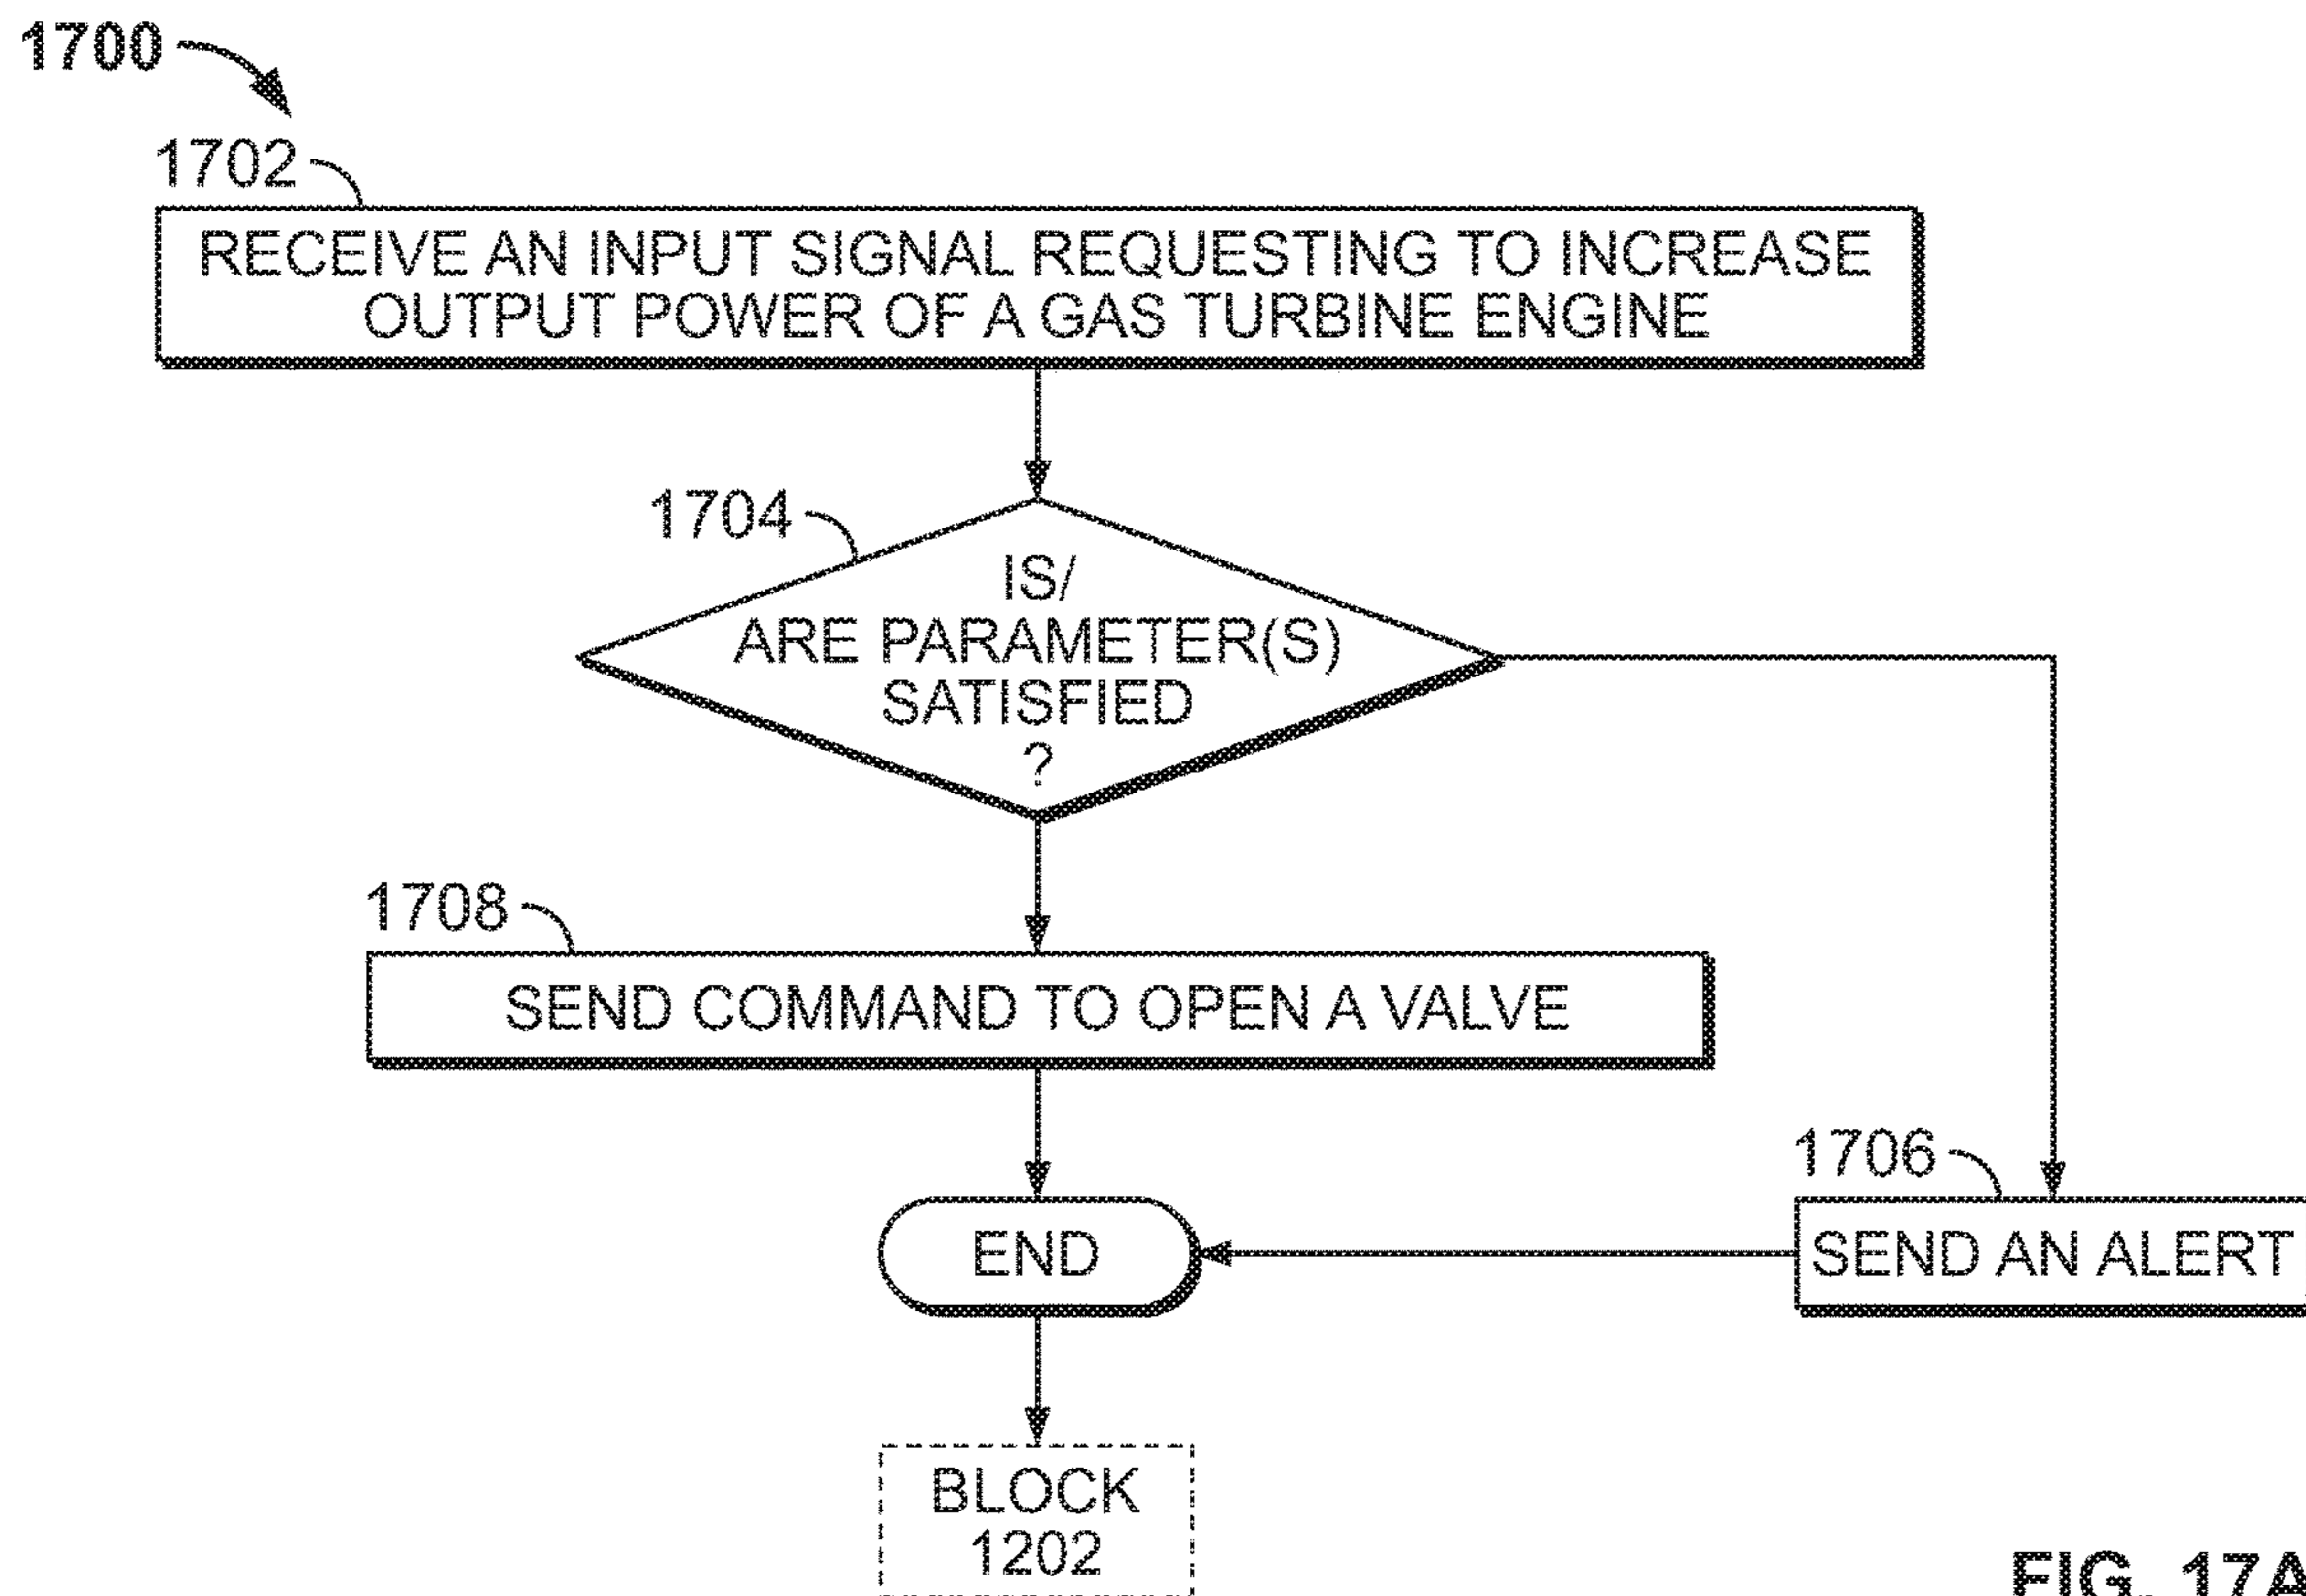 1700
1702
RECEIVE AN INPUT SIGNAL REQUESTING TO INCREASE
OUTPUT POWER OF A GAS TURBINE ENGINE
1704
IS/
ARE PARAMETER(S)
SATISFIED
?
1708
SEND COMMAND TO OPEN A VALVE
1706
END
SEND AN ALERT
BLOCK
1202
FIG. 17A